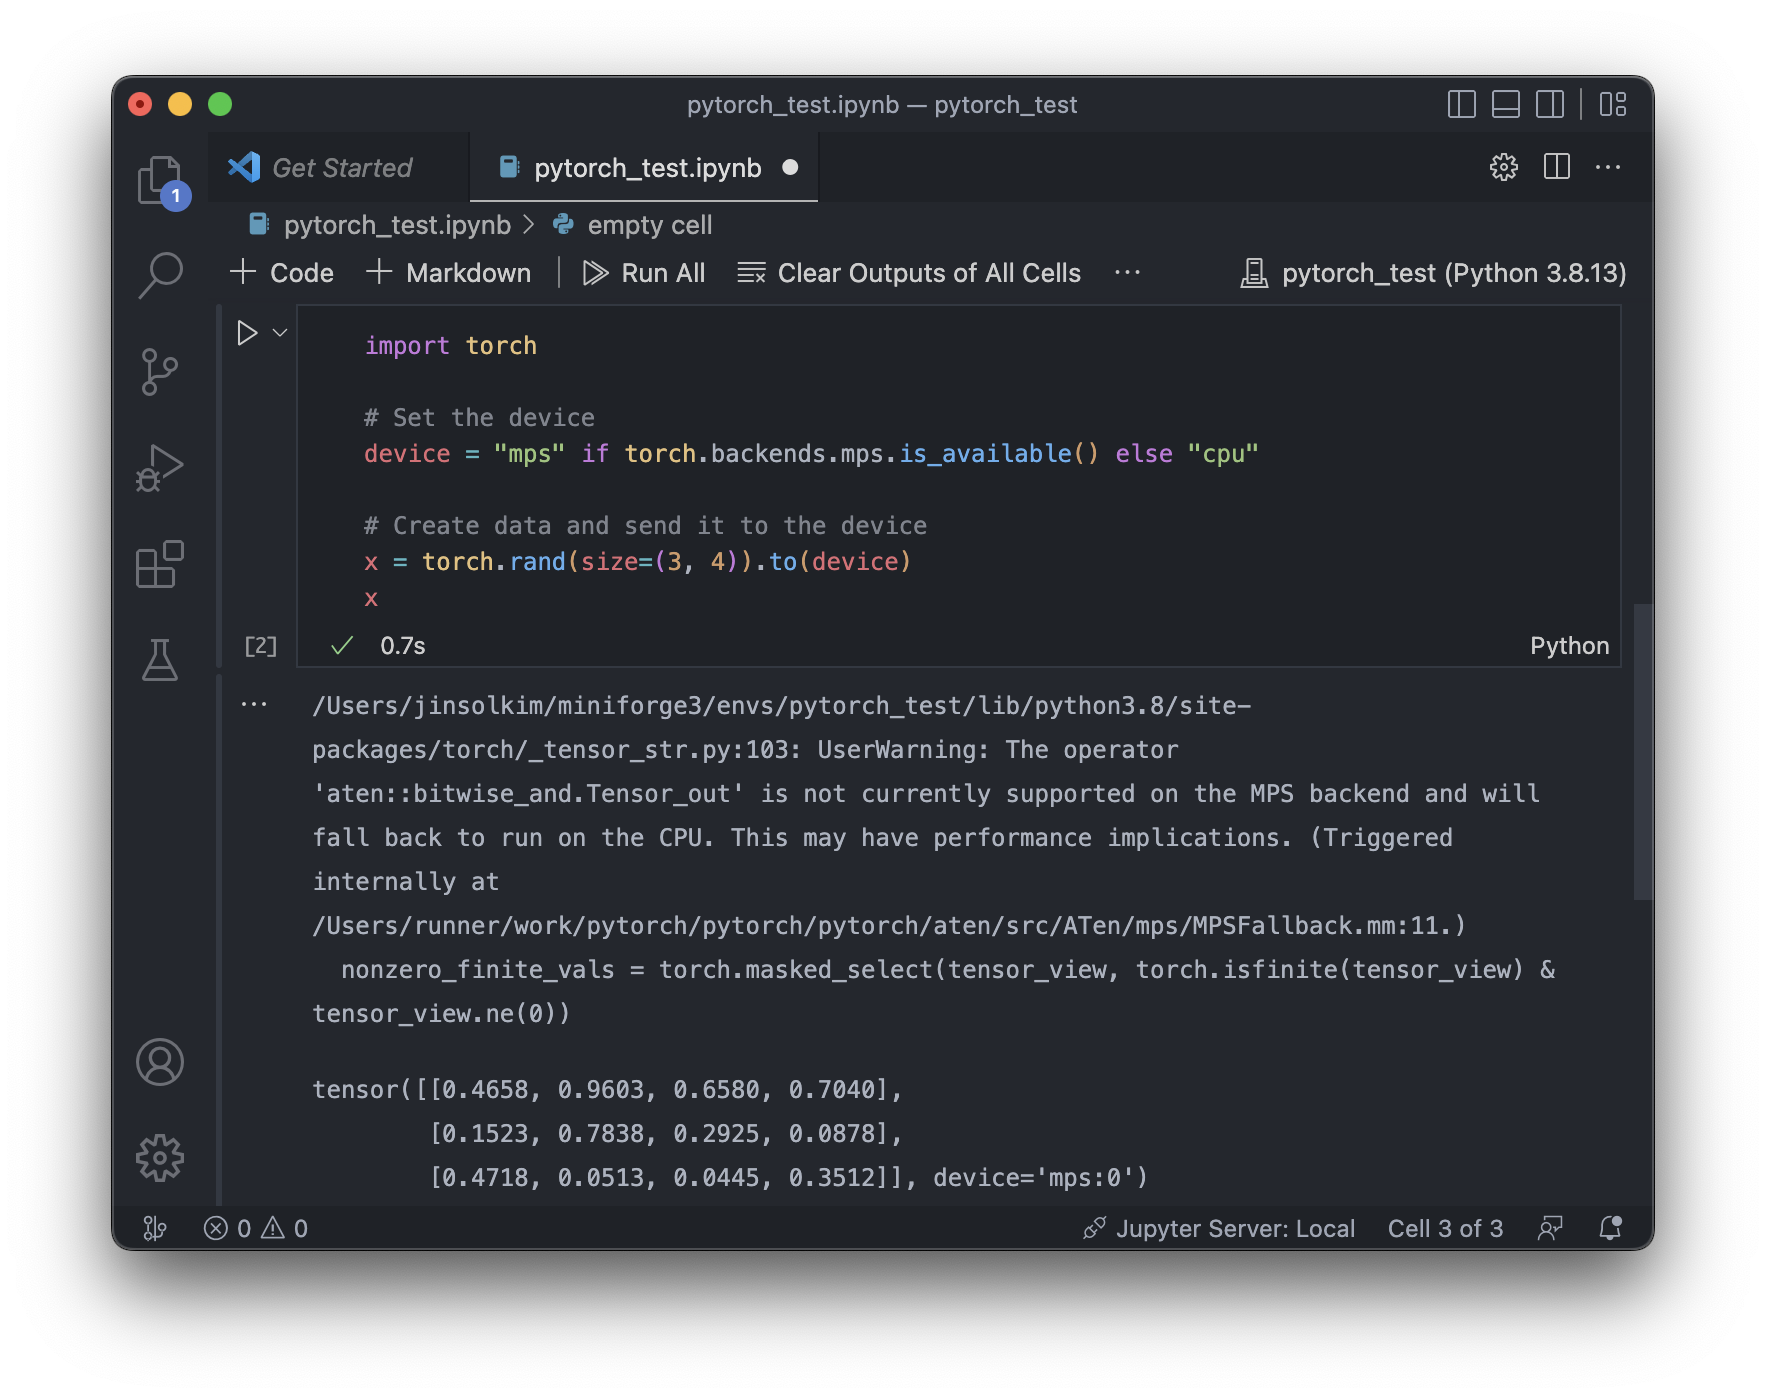 pytorch_test.ipynb — pytorch_test
Get Started
pytorch_test.ipynb
1
pytorch_test.ipynb > empty cell
+ Code + Markdown Run All Clear Outputs of All Cells ··· pytorch_test (Python 3.8.13)
import torch
# Set the device
device = "mps" if torch.backends.mps.is_available() else "cpu"
# Create data and send it to the device
x = torch.rand(size=(3, 4)).to(device)
x
[2] ✓ 0.7s Python
/Users/jinsolkim/miniforge3/envs/pytorch_test/lib/python3.8/site-
packages/torch/_tensor_str.py:103: UserWarning: The operator
'aten::bitwise_and.Tensor_out' is not currently supported on the MPS backend and will
fall back to run on the CPU. This may have performance implications. (Triggered
internally at
/Users/runner/work/pytorch/pytorch/pytorch/aten/src/ATen/mps/MPSFallback.mm:11.)
  nonzero_finite_vals = torch.masked_select(tensor_view, torch.isfinite(tensor_view) &
tensor_view.ne(0))
tensor([[0.4658, 0.9603, 0.6580, 0.7040],
        [0.1523, 0.7838, 0.2925, 0.0878],
        [0.4718, 0.0513, 0.0445, 0.3512]], device='mps:0')
0 0 Jupyter Server: Local Cell 3 of 3